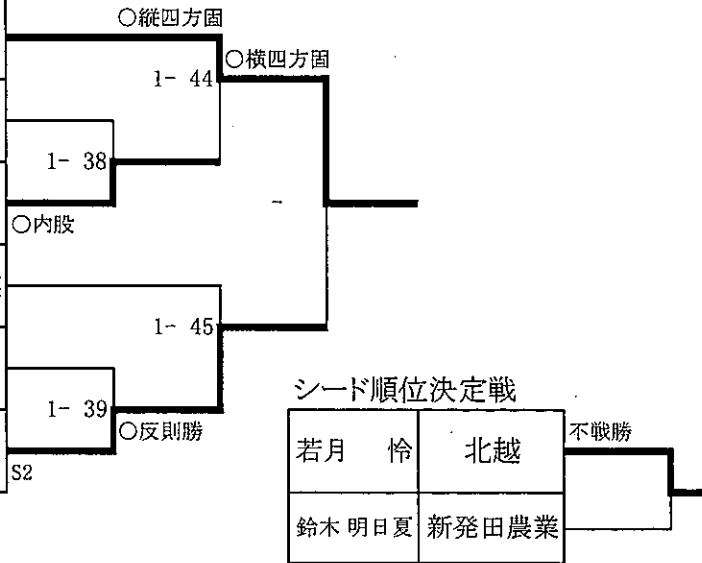 ○縦四方固
○横四方固
1- 44
1- 38
○内股
-
1- 45
1- 39
○反則勝
S2
シード順位決定戦
若月 怜 北越 不戦勝
鈴木 明日夏 新発田農業